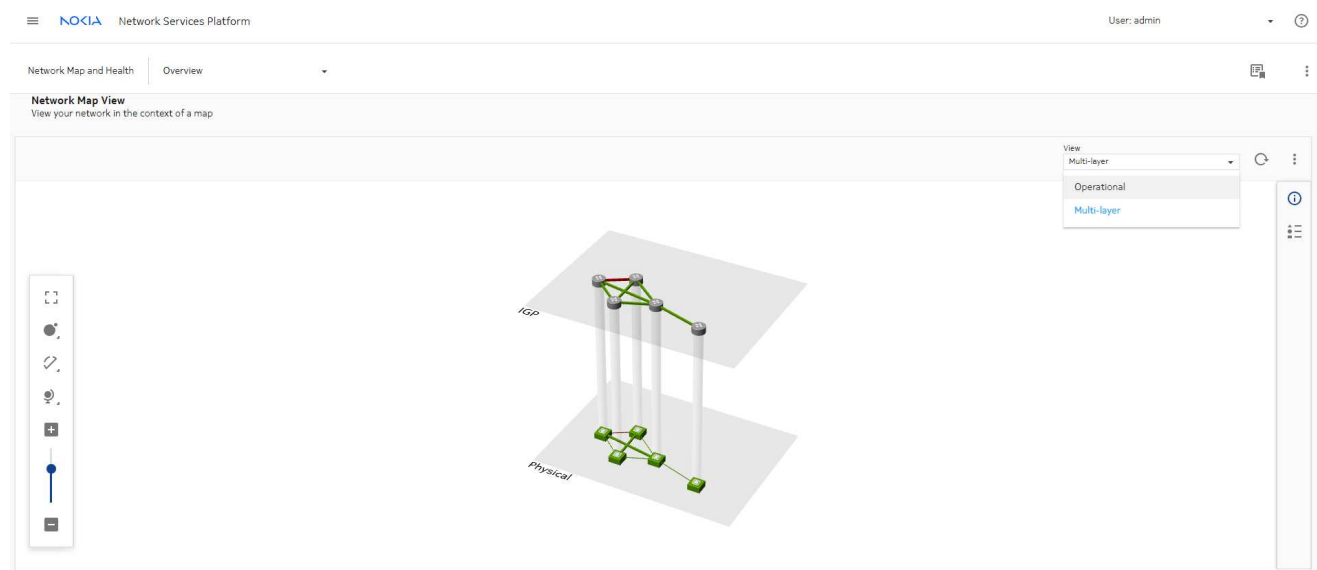 NOKIA Network Services Platform User: admin
Network Map and Health Overview
Network Map View
View your network in the context of a map
View
Multi-layer
Operational
Multi-layer
IGP
Physical